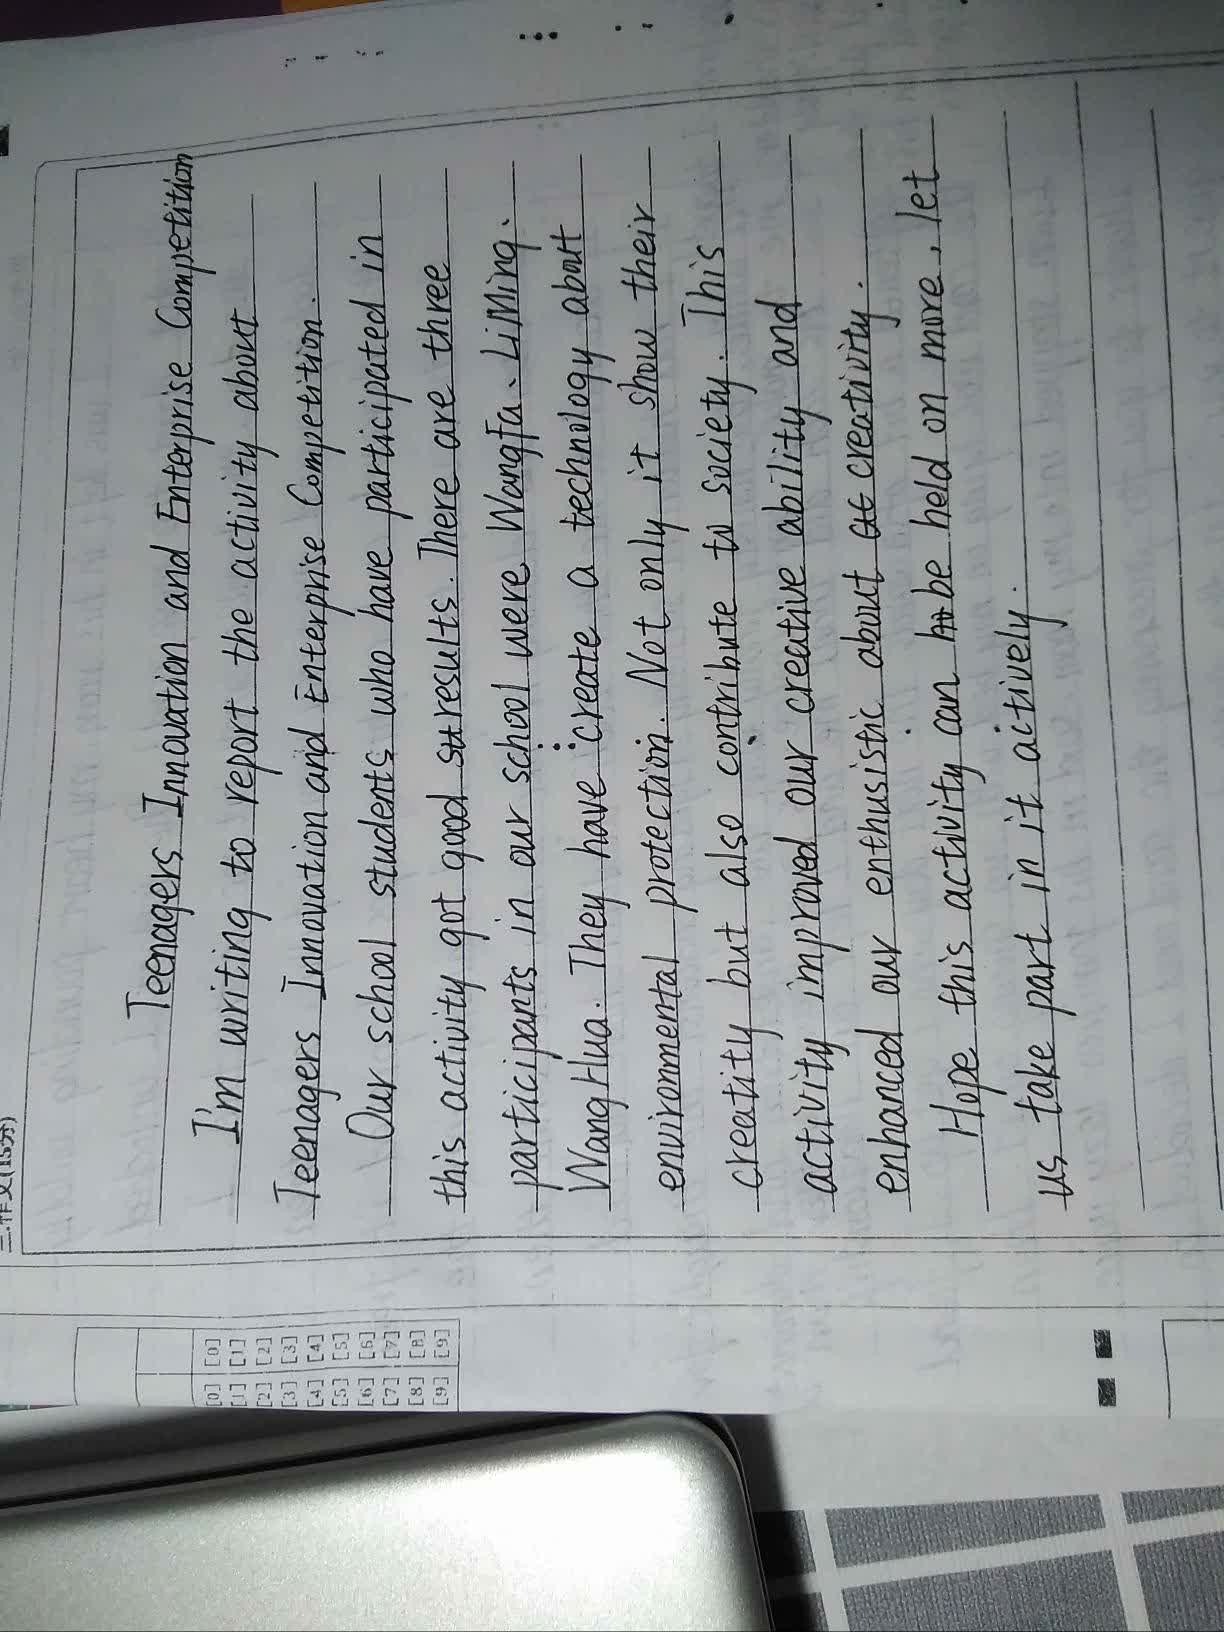 二.作文(15分)
Teenagers Innovation and Enterprise Competition
I'm writing to report the activity about
Teenagers Innovation and Enterprise Competition.
Our school students who have participated in
this activity got good results. There are three
participants in our school were WangFa、LiMing、
WangHua. They have create a technology about
environmental protection. Not only it show their
creatity but also contribute to society. This
activity improved our creative ability and
enhanced our enthusistic about creativity.
Hope this activity can be held on more, let
us take part in it actively.
[0] [0]
[1] [1]
[2] [2]
[3] [3]
[4] [4]
[5] [5]
[6] [6]
[7] [7]
[8] [8]
[9] [9]